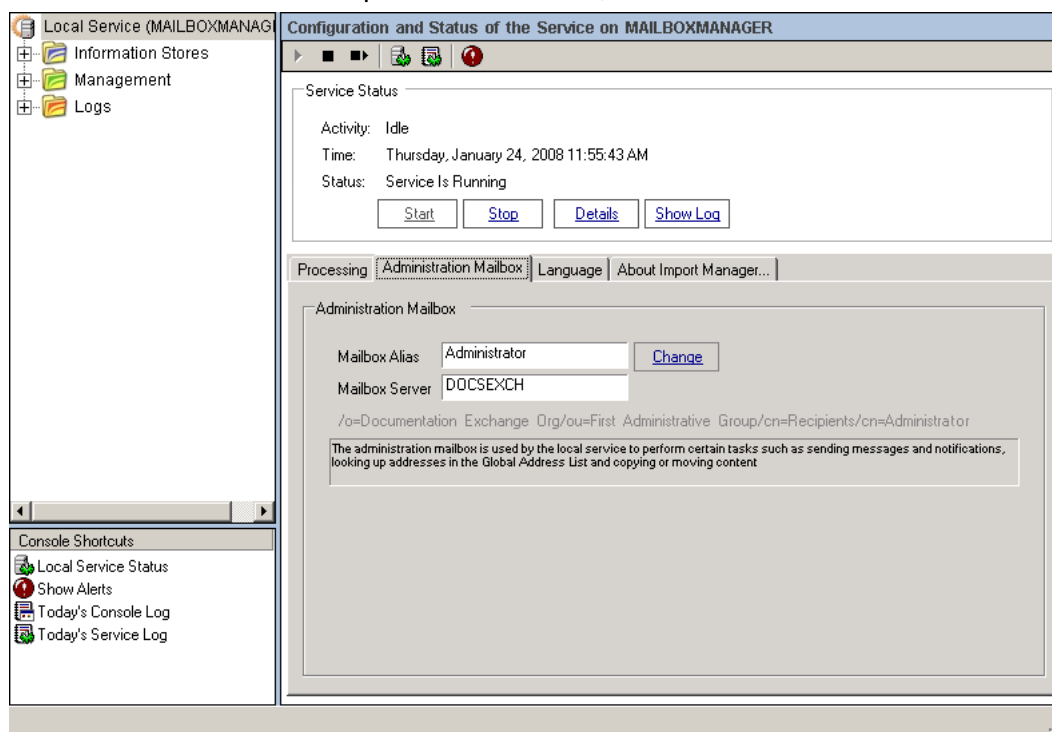 Local Service (MAILBOXMANAGI
Information Stores
Management
Logs
Console Shortcuts
Local Service Status
Show Alerts
Today's Console Log
Today's Service Log
Configuration and Status of the Service on MAILBOXMANAGER
Service Status
Activity: Idle
Time: Thursday, January 24, 2008 11:55:43 AM
Status: Service Is Running
Start Stop Details Show Log
Processing Administration Mailbox Language About Import Manager...
Administration Mailbox
Mailbox Alias Administrator Change
Mailbox Server DOCSEXCH
/o=Documentation Exchange Org/ou=First Administrative Group/cn=Recipients/cn=Administrator
The administration mailbox is used by the local service to perform certain tasks such as sending messages and notifications,
looking up addresses in the Global Address List and copying or moving content